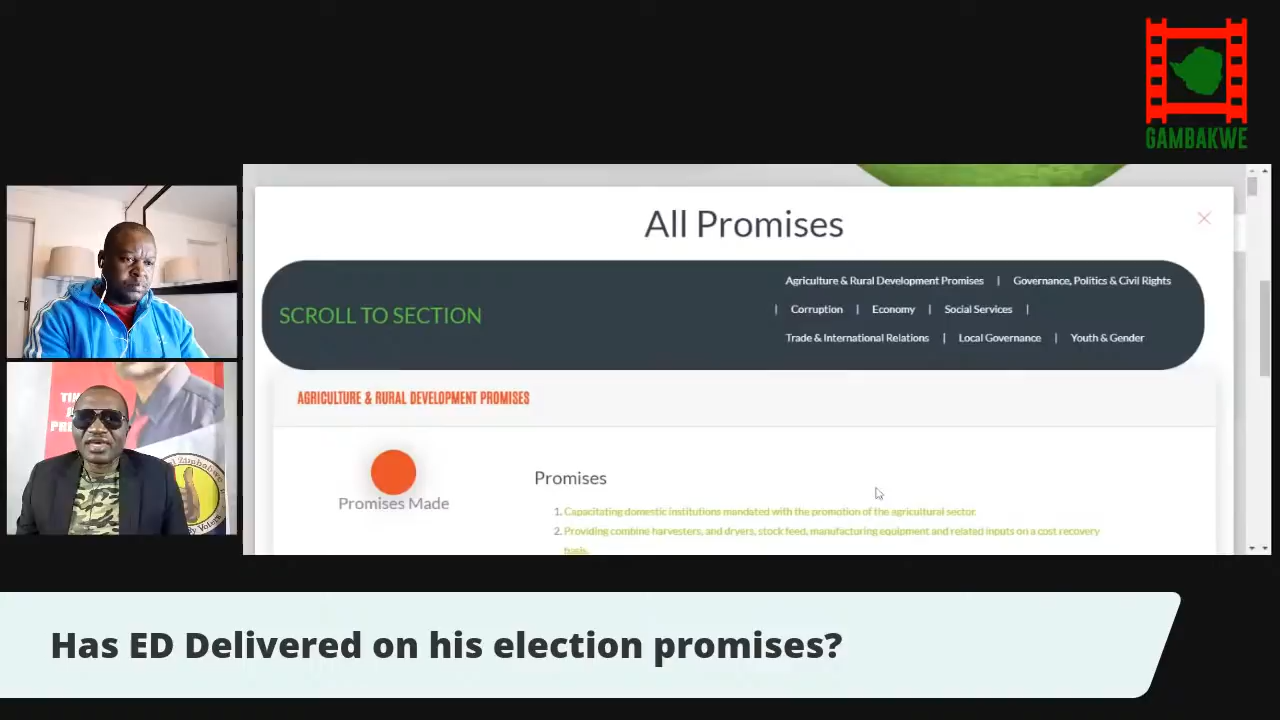 GAMBAKWE
All Promises
SCROLL TO SECTION
Agriculture & Rural Development Promises | Governance, Politics & Civil Rights
| Corruption | Economy | Social Services |
Trade & International Relations | Local Governance | Youth & Gender
AGRICULTURE & RURAL DEVELOPMENT PROMISES
Promises Made
Promises
1. Capacitating domestic institutions mandated with the promotion of the agricultural sector.
2. Providing combine harvesters, and dryers, stock feed, manufacturing equipment and related inputs on a cost recovery
basis.
Has ED Delivered on his election promises?